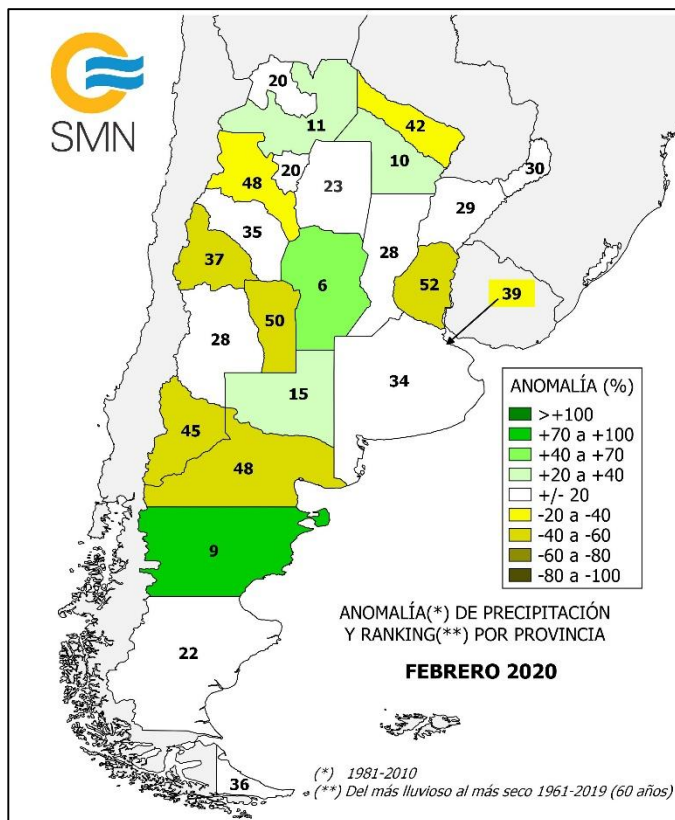 SMN
20
11
42
10
30
48
20
23
29
35
37
28
6
52
39
50
28
34
15
45
48
9
22
36
ANOMALÍA (%)
>+100
+70 a +100
+40 a +70
+20 a +40
+/- 20
-20 a -40
-40 a -60
-60 a -80
-80 a -100
ANOMALÍA(*) DE PRECIPITACIÓN
Y RANKING(**) POR PROVINCIA
FEBRERO 2020
(*) 1981-2010
(**) Del más lluvioso al más seco 1961-2019 (60 años)